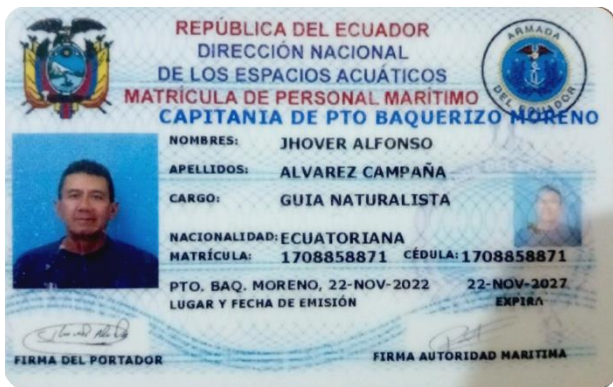 REPÚBLICA DEL ECUADOR
DIRECCIÓN NACIONAL
DE LOS ESPACIOS ACUÁTICOS
MATRÍCULA DE PERSONAL MARÍTIMO
CAPITANIA DE PTO BAQUERIZO MORENO
ARMADA DEL ECUADOR
NOMBRES: JHOVER ALFONSO
APELLIDOS: ALVAREZ CAMPAÑA
CARGO: GUIA NATURALISTA
NACIONALIDAD: ECUATORIANA
MATRÍCULA: 1708858871 CÉDULA: 1708858871
PTO. BAQ. MORENO, 22-NOV-2022 22-NOV-2027
LUGAR Y FECHA DE EMISIÓN EXPIRA
FIRMA DEL PORTADOR FIRMA AUTORIDAD MARITIMA